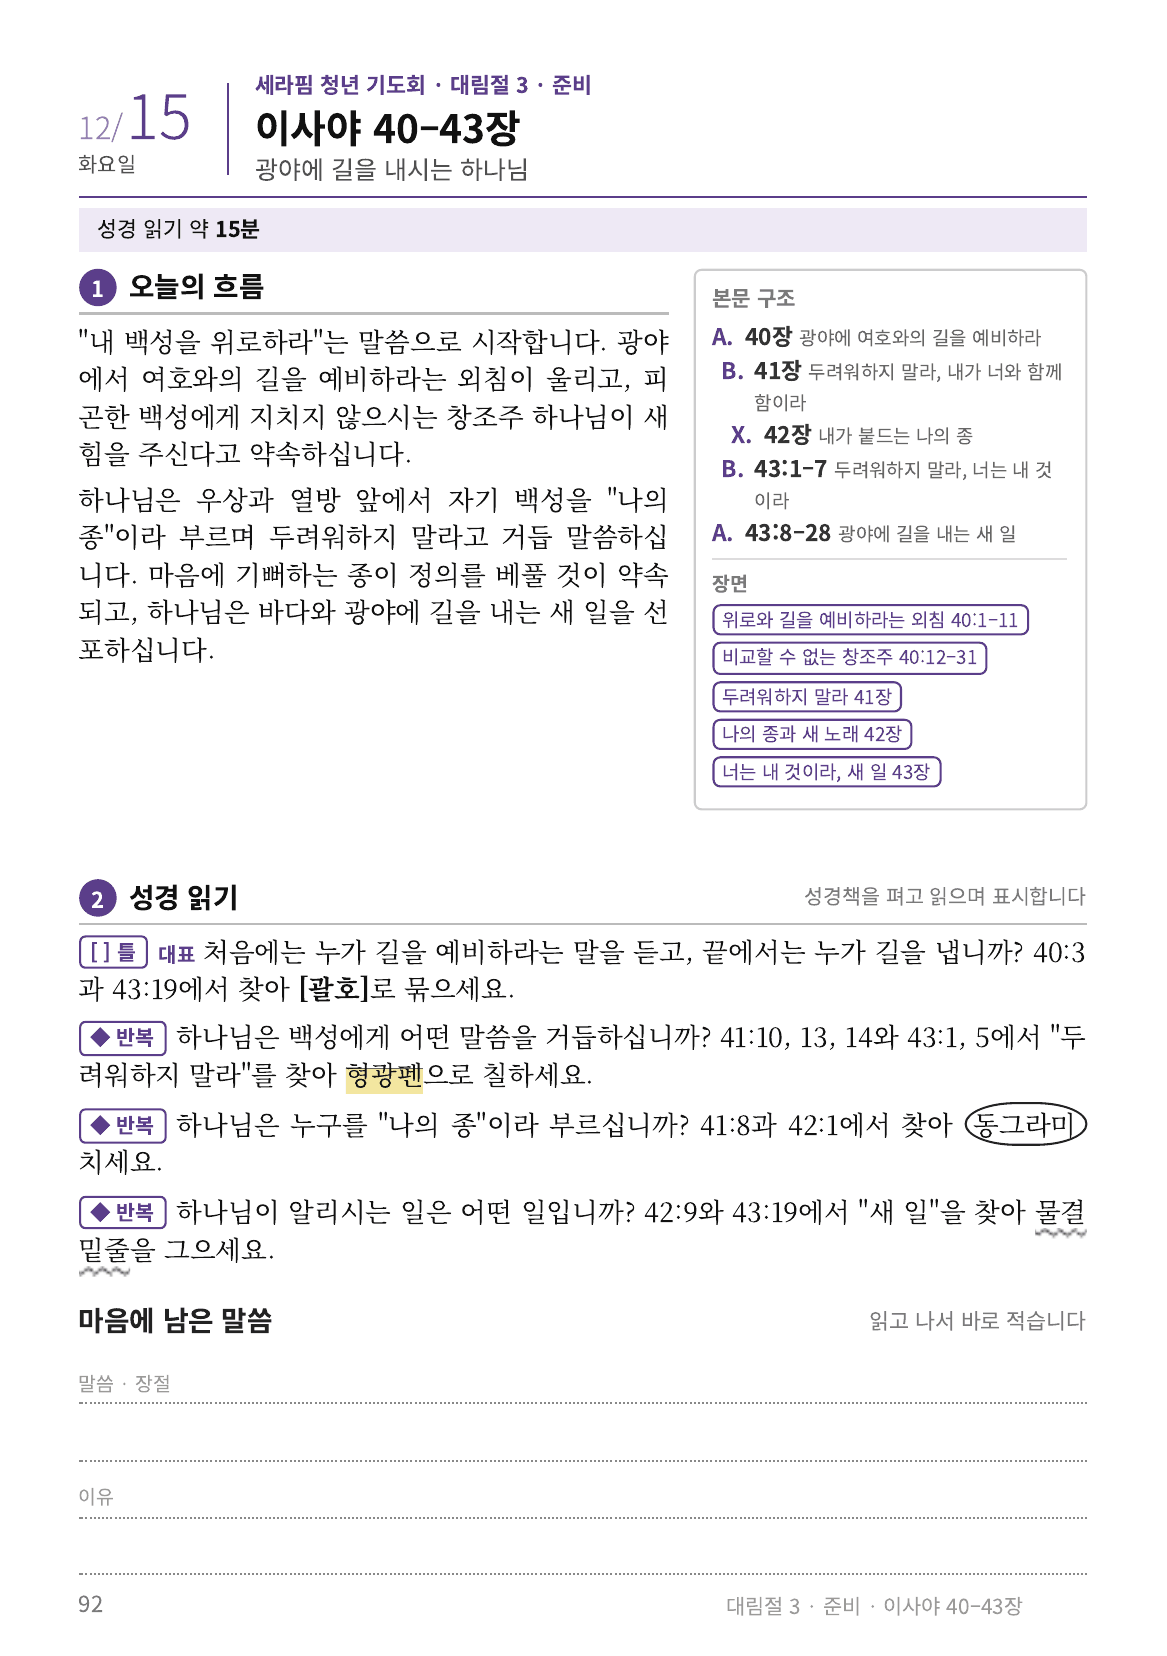 12/15
화요일
세라핌 청년 기도회 · 대림절 3 · 준비
이사야 40–43장
광야에 길을 내시는 하나님
성경 읽기 약 15분
1 오늘의 흐름
"내 백성을 위로하라"는 말씀으로 시작합니다. 광야
에서 여호와의 길을 예비하라는 외침이 울리고, 피
곤한 백성에게 지치지 않으시는 창조주 하나님이 새
힘을 주신다고 약속하십니다.
하나님은 우상과 열방 앞에서 자기 백성을 "나의
종"이라 부르며 두려워하지 말라고 거듭 말씀하십
니다. 마음에 기뻐하는 종이 정의를 베풀 것이 약속
되고, 하나님은 바다와 광야에 길을 내는 새 일을 선
포하십니다.
본문 구조
A. 40장 광야에 여호와의 길을 예비하라
B. 41장 두려워하지 말라, 내가 너와 함께
함이라
X. 42장 내가 붙드는 나의 종
B. 43:1–7 두려워하지 말라, 너는 내 것
이라
A. 43:8–28 광야에 길을 내는 새 일
장면
위로와 길을 예비하라는 외침 40:1–11
비교할 수 없는 창조주 40:12–31
두려워하지 말라 41장
나의 종과 새 노래 42장
너는 내 것이라, 새 일 43장
2 성경 읽기
성경책을 펴고 읽으며 표시합니다
[ ] 틀 대표 처음에는 누가 길을 예비하라는 말을 듣고, 끝에서는 누가 길을 냅니까? 40:3
과 43:19에서 찾아 [괄호]로 묶으세요.
◆ 반복 하나님은 백성에게 어떤 말씀을 거듭하십니까? 41:10, 13, 14와 43:1, 5에서 "두
려워하지 말라"를 찾아 형광펜으로 칠하세요.
◆ 반복 하나님은 누구를 "나의 종"이라 부르십니까? 41:8과 42:1에서 찾아 동그라미
치세요.
◆ 반복 하나님이 알리시는 일은 어떤 일입니까? 42:9와 43:19에서 "새 일"을 찾아 물결
밑줄을 그으세요.
마음에 남은 말씀
읽고 나서 바로 적습니다
말씀 · 장절
이유
92
대림절 3 · 준비 · 이사야 40–43장